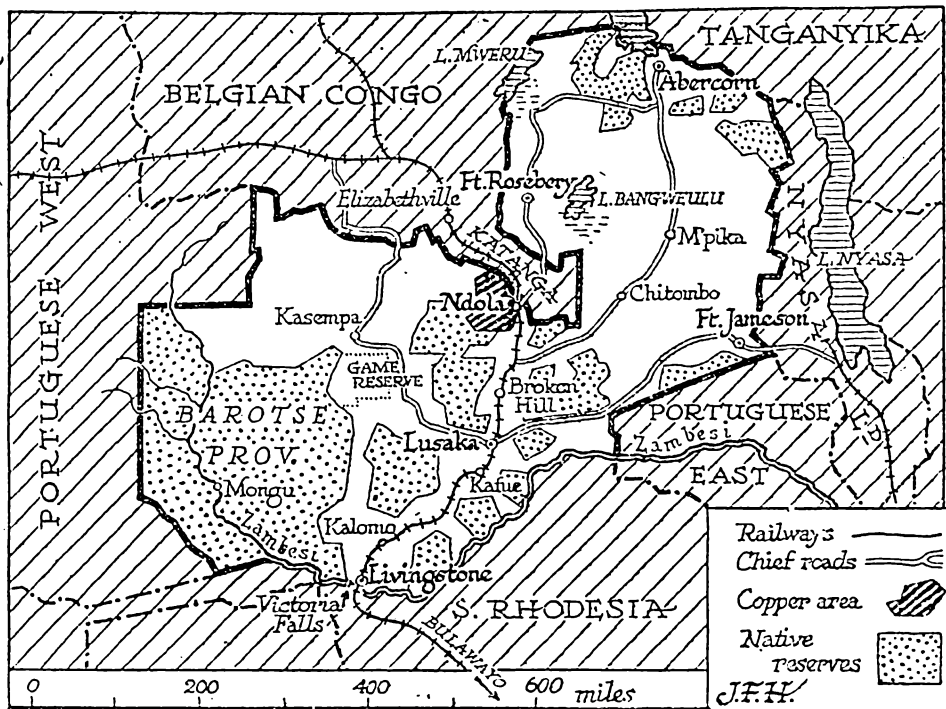 TANGANYIKA
L. MWERU
Abercorn
BELGIAN CONGO
PORTUGUESE WEST
Elizabethville
Ft. Rosebery
L. BANGWEULU
KATANGA
M'pika
NYASALD
L. NYASA
Ndola
Chitombo
Kasempa
Ft. Jameson
GAME
RESERVE
Broken
Hill
BAROTSE
PROV.
PORTUGUESE
EAST
Lusaka
Zambesi
Mongu
Kafue
Zambesi
Kalomo
Livingstone
Victoria
Falls
S. RHODESIA
BULAWAYO
Railways
Chief roads
Copper area
Native
reserves
J.F.H.
0 200 400 600 miles